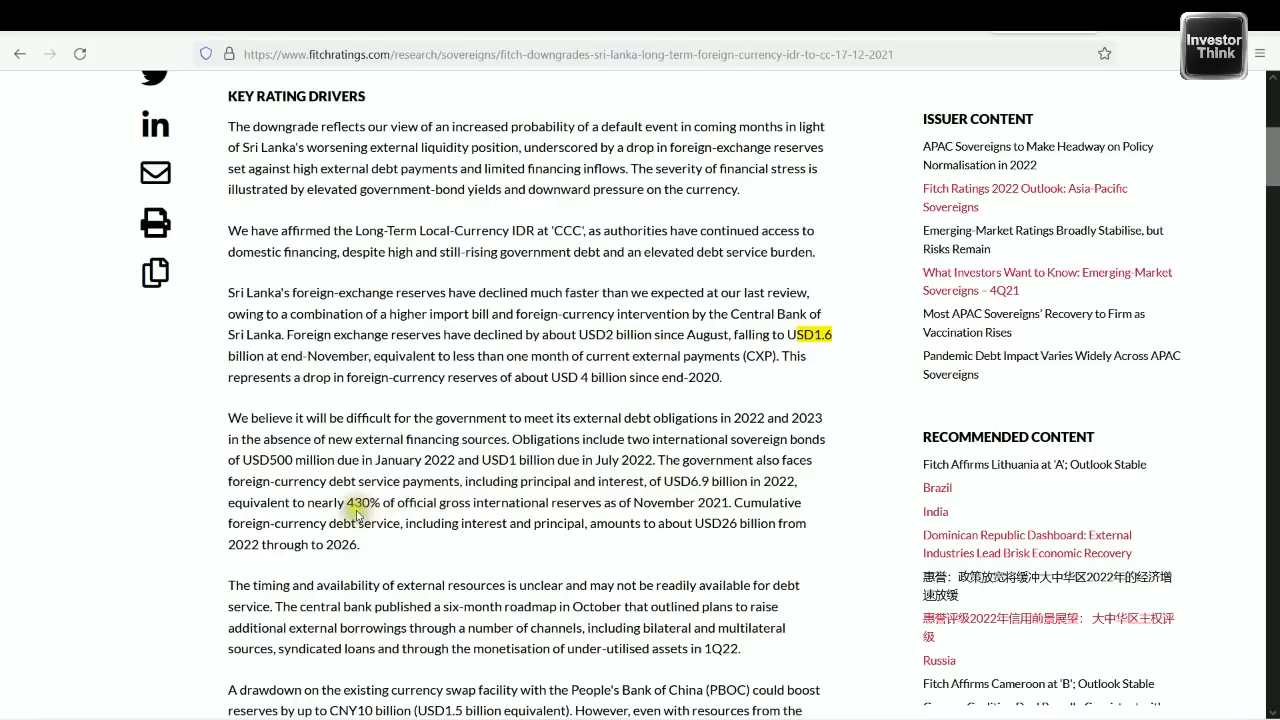 Investor
Think
https://www.fitchratings.com/research/sovereigns/fitch-downgrades-sri-lanka-long-term-foreign-currency-idr-to-cc-17-12-2021
KEY RATING DRIVERS
The downgrade reflects our view of an increased probability of a default event in coming months in light
of Sri Lanka's worsening external liquidity position, underscored by a drop in foreign-exchange reserves
set against high external debt payments and limited financing inflows. The severity of financial stress is
illustrated by elevated government-bond yields and downward pressure on the currency.
We have affirmed the Long-Term Local-Currency IDR at 'CCC', as authorities have continued access to
domestic financing, despite high and still-rising government debt and an elevated debt service burden.
Sri Lanka's foreign-exchange reserves have declined much faster than we expected at our last review,
owing to a combination of a higher import bill and foreign-currency intervention by the Central Bank of
Sri Lanka. Foreign exchange reserves have declined by about USD2 billion since August, falling to USD1.6
billion at end-November, equivalent to less than one month of current external payments (CXP). This
represents a drop in foreign-currency reserves of about USD 4 billion since end-2020.
We believe it will be difficult for the government to meet its external debt obligations in 2022 and 2023
in the absence of new external financing sources. Obligations include two international sovereign bonds
of USD500 million due in January 2022 and USD1 billion due in July 2022. The government also faces
foreign-currency debt service payments, including principal and interest, of USD6.9 billion in 2022,
equivalent to nearly 430% of official gross international reserves as of November 2021. Cumulative
foreign-currency debt service, including interest and principal, amounts to about USD26 billion from
2022 through to 2026.
The timing and availability of external resources is unclear and may not be readily available for debt
service. The central bank published a six-month roadmap in October that outlined plans to raise
additional external borrowings through a number of channels, including bilateral and multilateral
sources, syndicated loans and through the monetisation of under-utilised assets in 1Q22.
A drawdown on the existing currency swap facility with the People's Bank of China (PBOC) could boost
reserves by up to CNY10 billion (USD1.5 billion equivalent). However, even with resources from the
ISSUER CONTENT
APAC Sovereigns to Make Headway on Policy
Normalisation in 2022
Fitch Ratings 2022 Outlook: Asia-Pacific
Sovereigns
Emerging-Market Ratings Broadly Stabilise, but
Risks Remain
What Investors Want to Know: Emerging-Market
Sovereigns – 4Q21
Most APAC Sovereigns' Recovery to Firm as
Vaccination Rises
Pandemic Debt Impact Varies Widely Across APAC
Sovereigns
RECOMMENDED CONTENT
Fitch Affirms Lithuania at 'A'; Outlook Stable
Brazil
India
Dominican Republic Dashboard: External
Industries Lead Brisk Economic Recovery
惠誉：政策放宽将缓冲大中华区2022年的经济增
速放缓
惠誉评级2022年信用前景展望： 大中华区主权评
级
Russia
Fitch Affirms Cameroon at 'B'; Outlook Stable